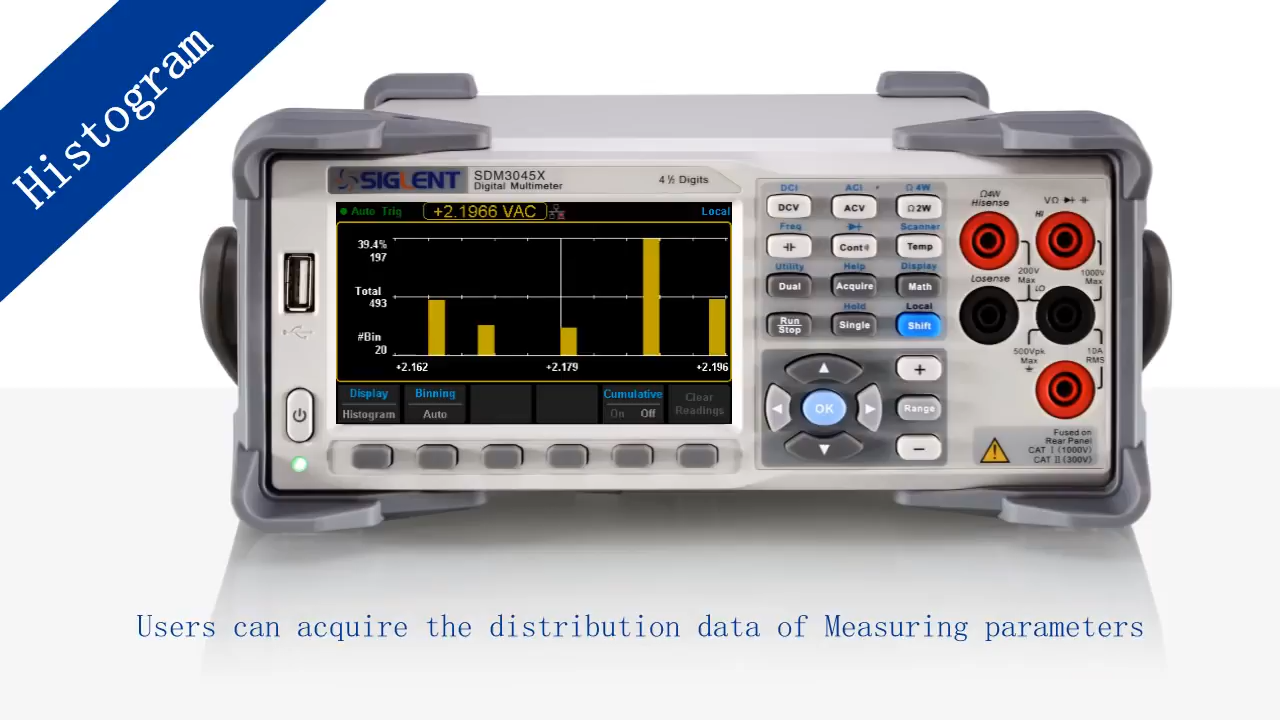 Histogram
SIGLENT
SDM3045X
Digital Multimeter
4 ½ Digits
Auto Trig
+2.1966 VAC
Local
39.4%
197
Total
493
#Bin
20
+2.162
+2.179
+2.196
Display
Histogram
Binning
Auto
Cumulative
On Off
Clear
Readings
DCI
DCV
ACI
ACV
Ω 4W
Ω 2W
Freq
Cont
Scanner
Temp
Utility
Dual
Help
Acquire
Display
Math
Run
Stop
Hold
Single
Local
Shift
OK
+
Range
−
Ω4W
Hisense
VΩ
HI
Losense
200V
Max
1000V
Max
LO
500Vpk
Max
10A
RMS
Fused on
Rear Panel
CAT I (1000V)
CAT II (300V)
Users can acquire the distribution data of Measuring parameters